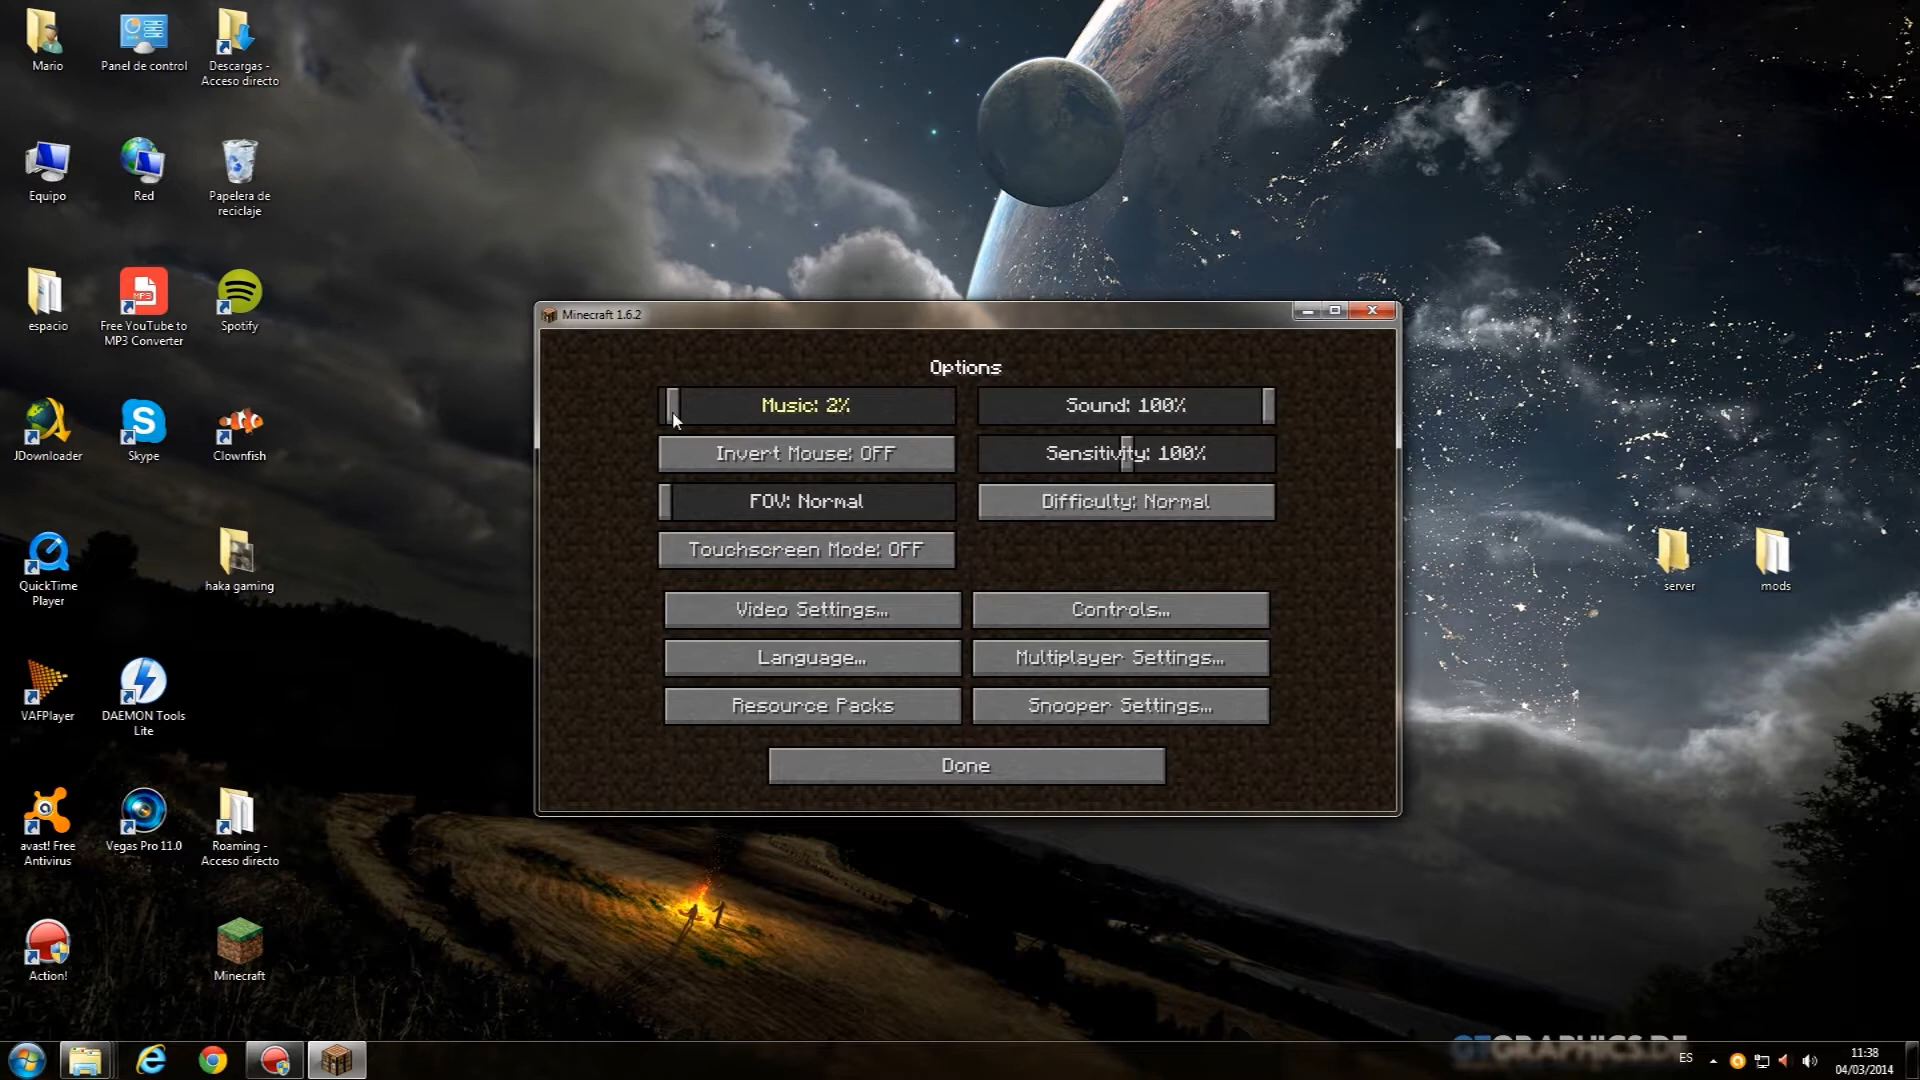 Mario
Panel de control
Descargas -
Acceso directo
Equipo
Red
Papelera de
reciclaje
espacio
Free YouTube to
MP3 Converter
MP3
Spotify
JDownloader
Skype
Clownfish
QuickTime
Player
haka gaming
VAFPlayer
DAEMON Tools
Lite
avast! Free
Antivirus
Vegas Pro 11.0
Roaming -
Acceso directo
Action!
Minecraft
Minecraft 1.6.2
Options
Music: 2%
Sound: 100%
Invert Mouse: OFF
Sensitivity: 100%
FOV: Normal
Difficulty: Normal
Touchscreen Mode: OFF
Video Settings...
Controls...
Language...
Multiplayer Settings...
Resource Packs
Snooper Settings...
Done
server
mods
GTGRAPHICS.DE
ES
11:38
04/03/2014